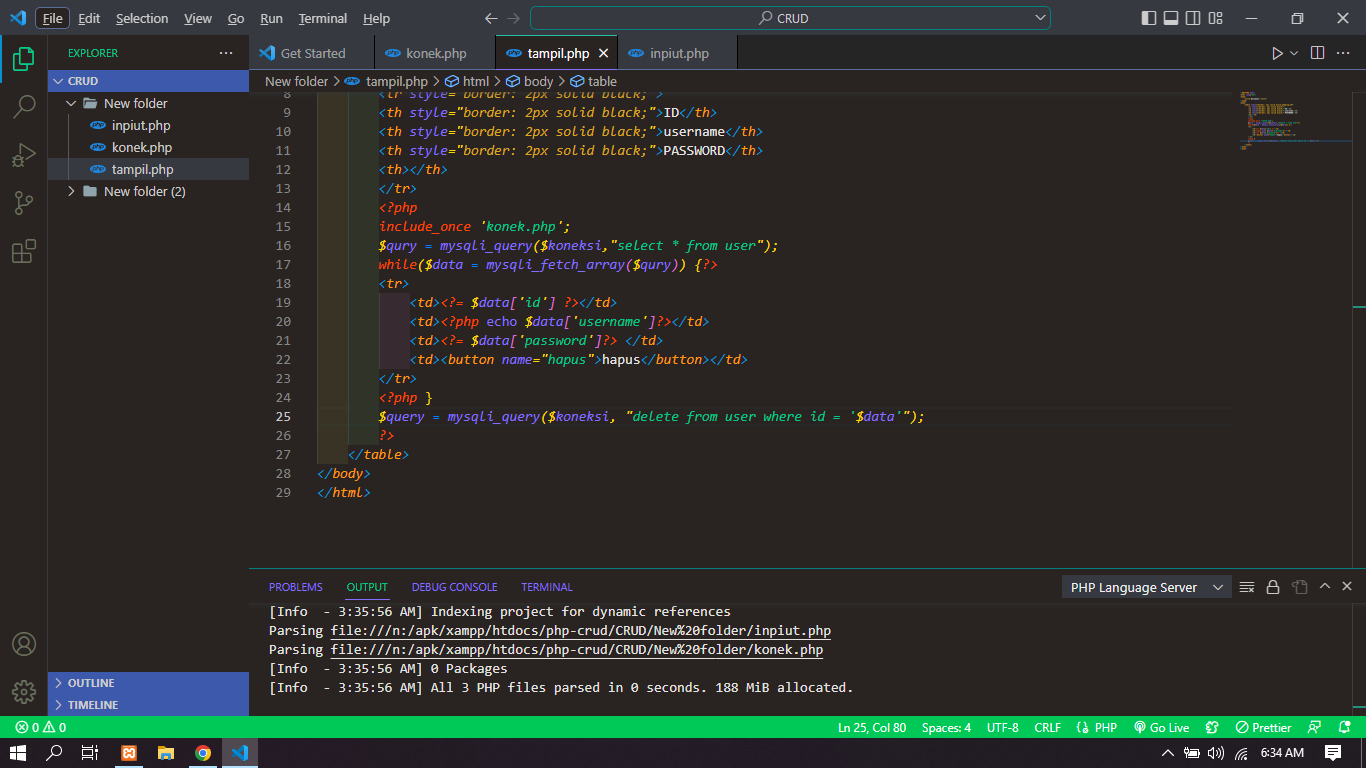 File Edit Selection View Go Run Terminal Help CRUD
EXPLORER ··· Get Started konek.php tampil.php inpiut.php
CRUD
New folder > tampil.php > html > body > table
New folder
inpiut.php
konek.php
tampil.php
New folder (2)
8 <tr style="border: 2px solid black;">
9 <th style="border: 2px solid black;">ID</th>
10 <th style="border: 2px solid black;">username</th>
11 <th style="border: 2px solid black;">PASSWORD</th>
12 <th></th>
13 </tr>
14 <?php
15 include_once 'konek.php';
16 $qury = mysqli_query($koneksi,"select * from user");
17 while($data = mysqli_fetch_array($qury)) {?>
18 <tr>
19 <td><?= $data['id'] ?></td>
20 <td><?php echo $data['username']?></td>
21 <td><?= $data['password']?> </td>
22 <td><button name="hapus">hapus</button></td>
23 </tr>
24 <?php }
25 $query = mysqli_query($koneksi, "delete from user where id = '$data'");
26 ?>
27 </table>
28 </body>
29 </html>
PROBLEMS OUTPUT DEBUG CONSOLE TERMINAL PHP Language Server
[Info  - 3:35:56 AM] Indexing project for dynamic references
Parsing file:///n:/apk/xampp/htdocs/php-crud/CRUD/New%20folder/inpiut.php
Parsing file:///n:/apk/xampp/htdocs/php-crud/CRUD/New%20folder/konek.php
[Info  - 3:35:56 AM] 0 Packages
[Info  - 3:35:56 AM] All 3 PHP files parsed in 0 seconds. 188 MiB allocated.
OUTLINE
TIMELINE
0 0 Ln 25, Col 80 Spaces: 4 UTF-8 CRLF PHP Go Live Prettier
6:34 AM